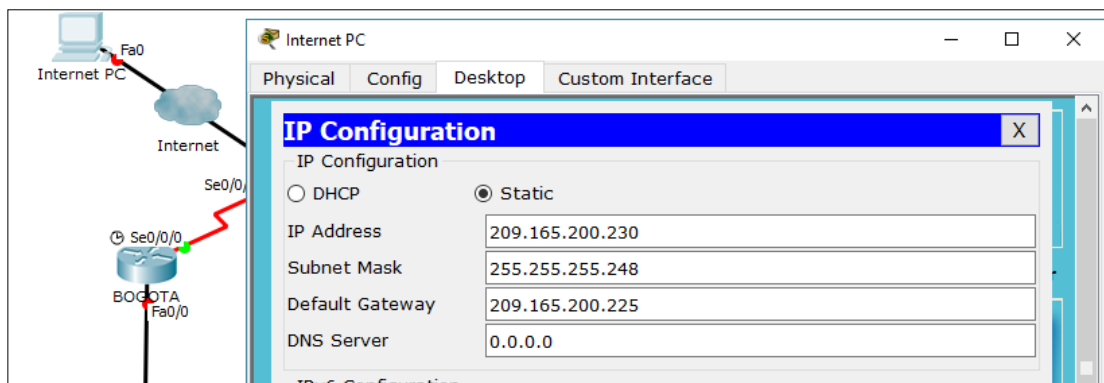 Fa0
Internet PC
Internet
Se0/0/
Se0/0/0
BOGOTA
Fa0/0
Internet PC
Physical Config Desktop Custom Interface
IP Configuration X
IP Configuration
DHCP Static
IP Address 209.165.200.230
Subnet Mask 255.255.255.248
Default Gateway 209.165.200.225
DNS Server 0.0.0.0